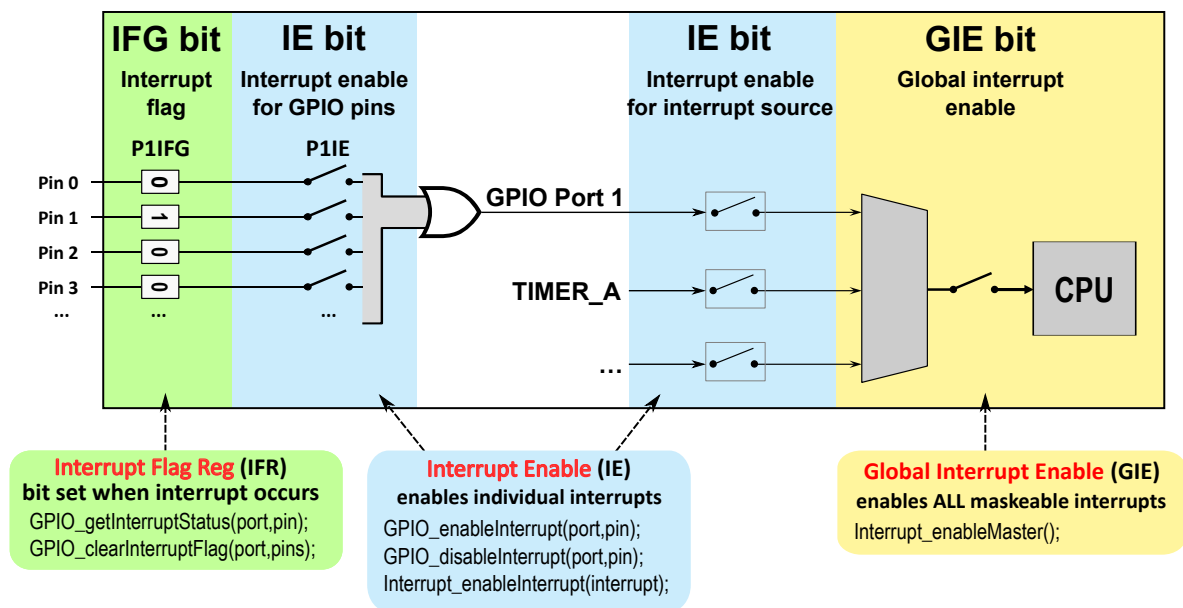 IFG bit
Interrupt
flag
P1IFG
IE bit
Interrupt enable
for GPIO pins
P1IE
IE bit
Interrupt enable
for interrupt source
GIE bit
Global interrupt
enable
Pin 0
0
Pin 1
1
Pin 2
0
Pin 3
0
...
...
...
GPIO Port 1
TIMER_A
...
CPU
Interrupt Flag Reg (IFR)
bit set when interrupt occurs
GPIO_getInterruptStatus(port,pin);
GPIO_clearInterruptFlag(port,pins);
Interrupt Enable (IE)
enables individual interrupts
GPIO_enableInterrupt(port,pin);
GPIO_disableInterrupt(port,pin);
Interrupt_enableInterrupt(interrupt);
Global Interrupt Enable (GIE)
enables ALL maskeable interrupts
Interrupt_enableMaster();